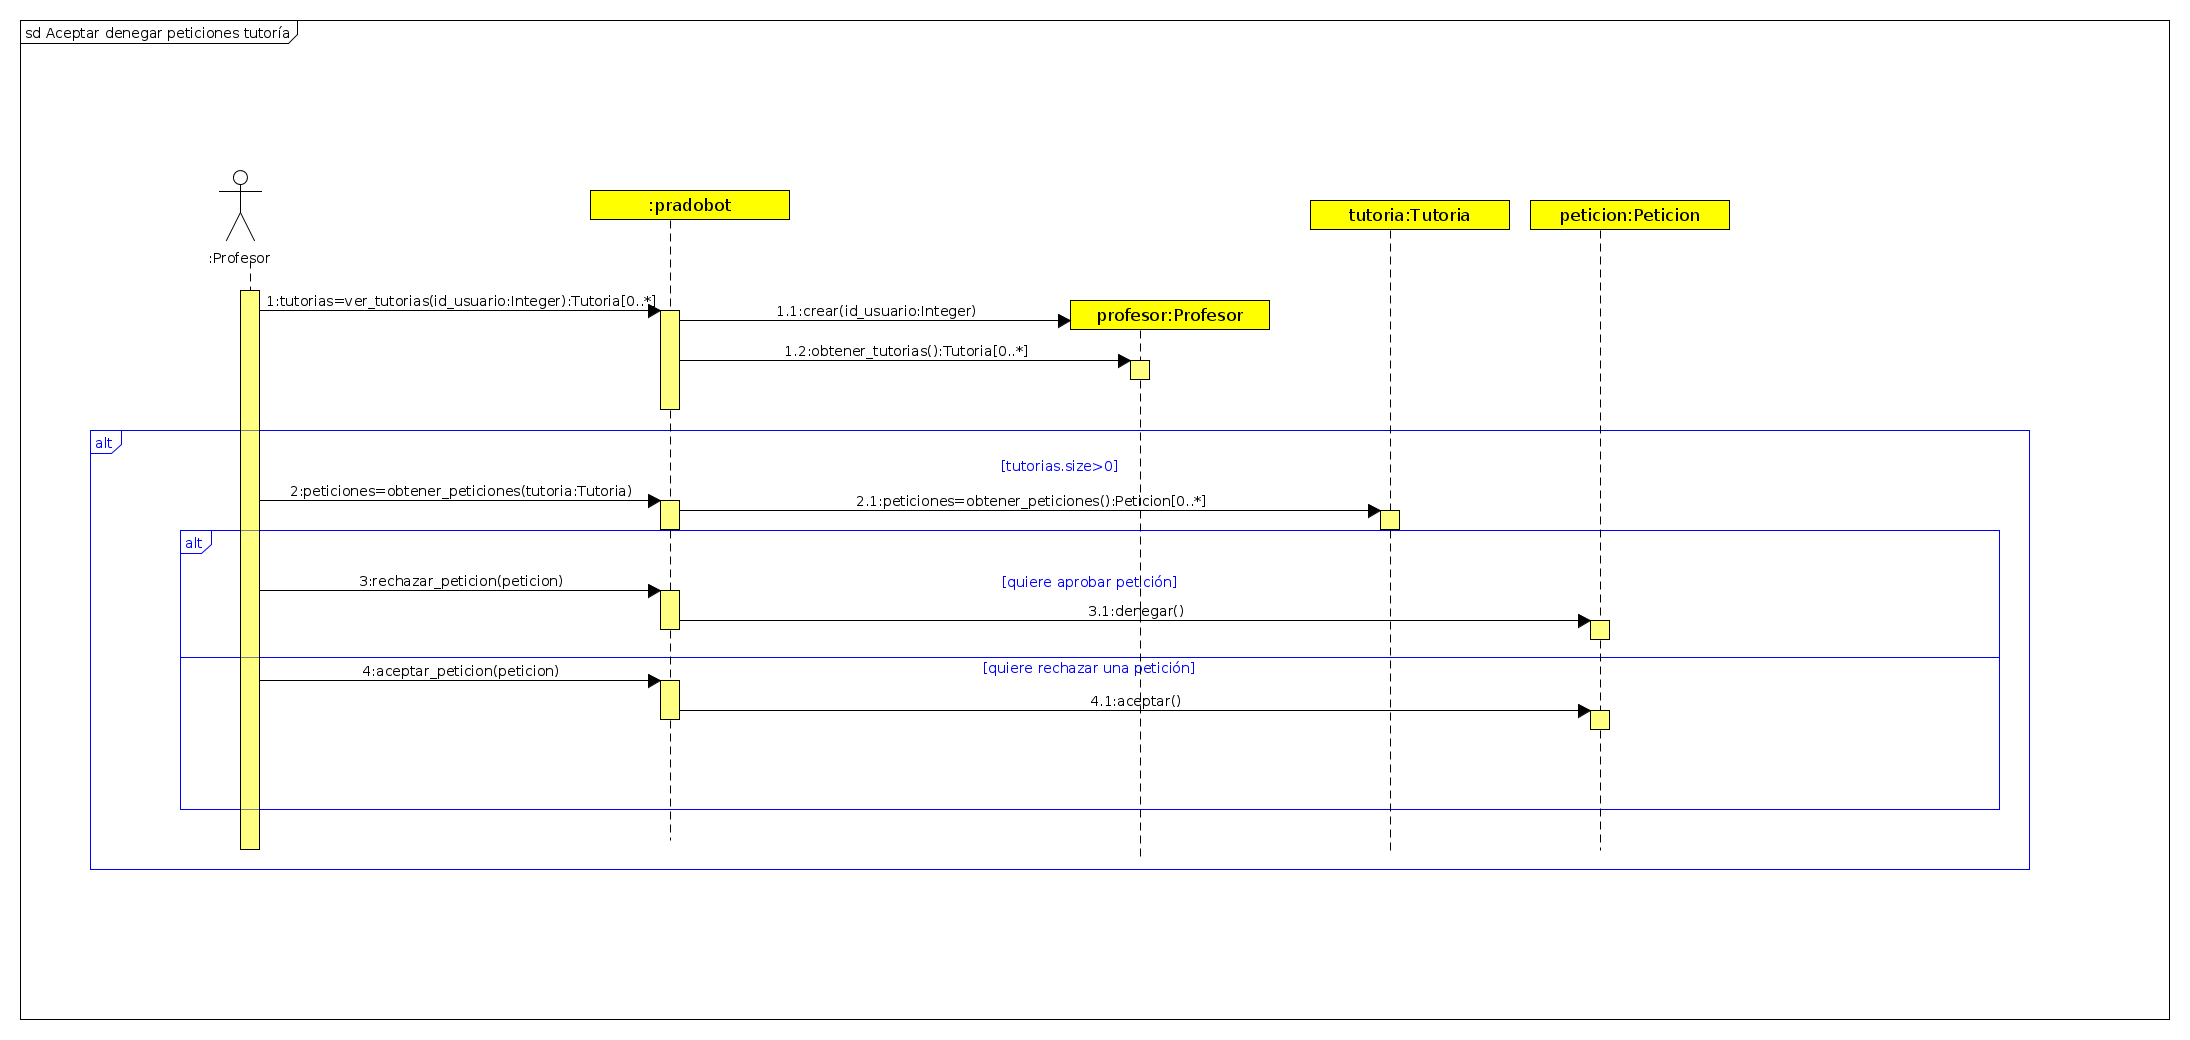 sd Aceptar denegar peticiones tutoría
:Profesor
:pradobot
tutoria:Tutoria
peticion:Peticion
1:tutorias=ver_tutorias(id_usuario:Integer):Tutoria[0..*]
1.1:crear(id_usuario:Integer)
profesor:Profesor
1.2:obtener_tutorias():Tutoria[0..*]
alt
[tutorias.size>0]
2:peticiones=obtener_peticiones(tutoria:Tutoria)
2.1:peticiones=obtener_peticiones():Peticion[0..*]
alt
3:rechazar_peticion(peticion)
[quiere aprobar petición]
3.1:denegar()
4:aceptar_peticion(peticion)
[quiere rechazar una petición]
4.1:aceptar()